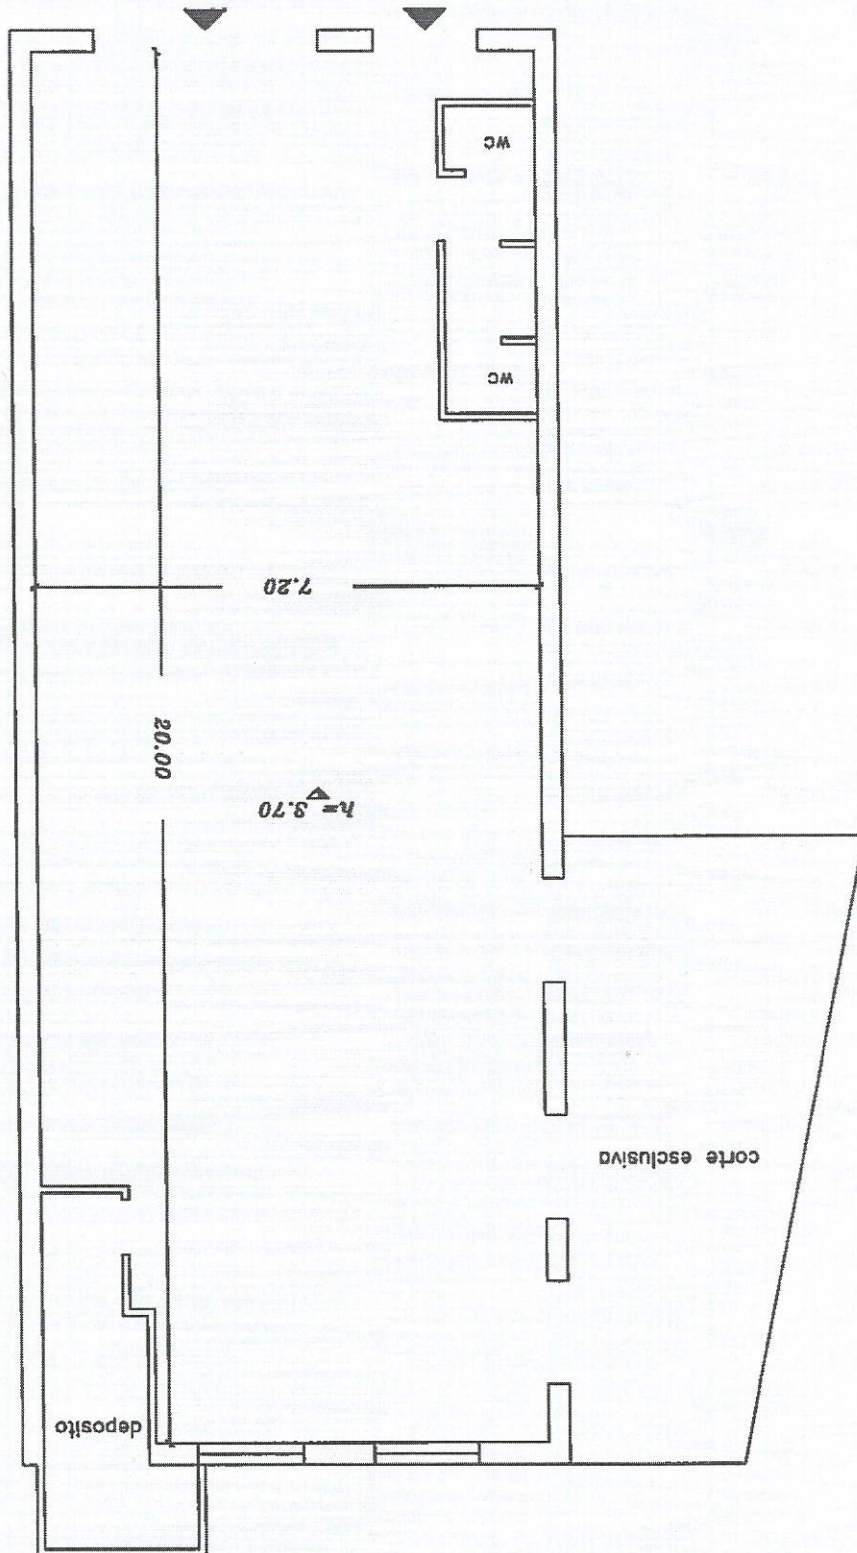 deposito
corte esclusiva
h= 3.70
20.00
7.20
wc
wc